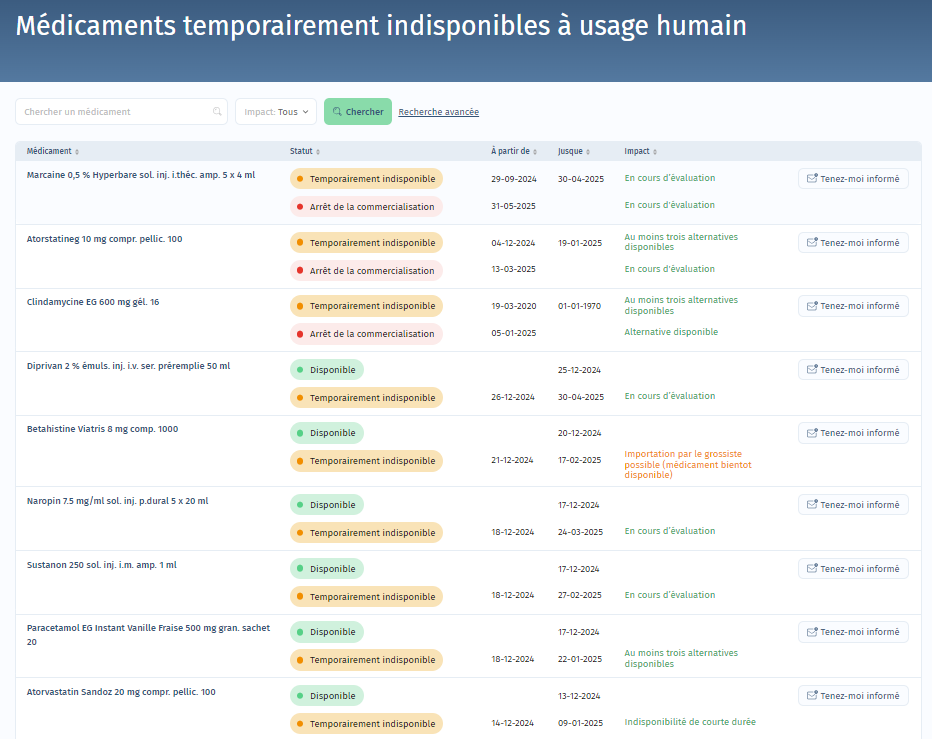 Médicaments temporairement indisponibles à usage humain
Chercher un médicament
Impact: Tous
Chercher
Recherche avancée
Médicament Statut À partir de Jusque Impact
Marcaine 0,5 % Hyperbare sol. inj. i.théc. amp. 5 x 4 ml
Temporairement indisponible 29-09-2024 30-04-2025 En cours d'évaluation
Tenez-moi informé
Arrêt de la commercialisation 31-05-2025 En cours d'évaluation
Atorstatineg 10 mg compr. pellic. 100
Temporairement indisponible 04-12-2024 19-01-2025 Au moins trois alternatives
disponibles
Tenez-moi informé
Arrêt de la commercialisation 13-03-2025 En cours d'évaluation
Clindamycine EG 600 mg gél. 16
Temporairement indisponible 19-03-2020 01-01-1970 Au moins trois alternatives
disponibles
Tenez-moi informé
Arrêt de la commercialisation 05-01-2025 Alternative disponible
Diprivan 2 % émuls. inj. i.v. ser. préremplie 50 ml
Disponible 25-12-2024
Tenez-moi informé
Temporairement indisponible 26-12-2024 30-04-2025 En cours d'évaluation
Betahistine Viatris 8 mg comp. 1000
Disponible 20-12-2024
Tenez-moi informé
Temporairement indisponible 21-12-2024 17-02-2025 Importation par le grossiste
possible (médicament bientot
disponible)
Naropin 7.5 mg/ml sol. inj. p.dural 5 x 20 ml
Disponible 17-12-2024
Tenez-moi informé
Temporairement indisponible 18-12-2024 24-03-2025 En cours d'évaluation
Sustanon 250 sol. inj. i.m. amp. 1 ml
Disponible 17-12-2024
Tenez-moi informé
Temporairement indisponible 18-12-2024 27-02-2025 En cours d'évaluation
Paracetamol EG Instant Vanille Fraise 500 mg gran. sachet
20
Disponible 17-12-2024
Tenez-moi informé
Temporairement indisponible 18-12-2024 22-01-2025 Au moins trois alternatives
disponibles
Atorvastatin Sandoz 20 mg compr. pellic. 100
Disponible 13-12-2024
Tenez-moi informé
Temporairement indisponible 14-12-2024 09-01-2025 Indisponibilité de courte durée